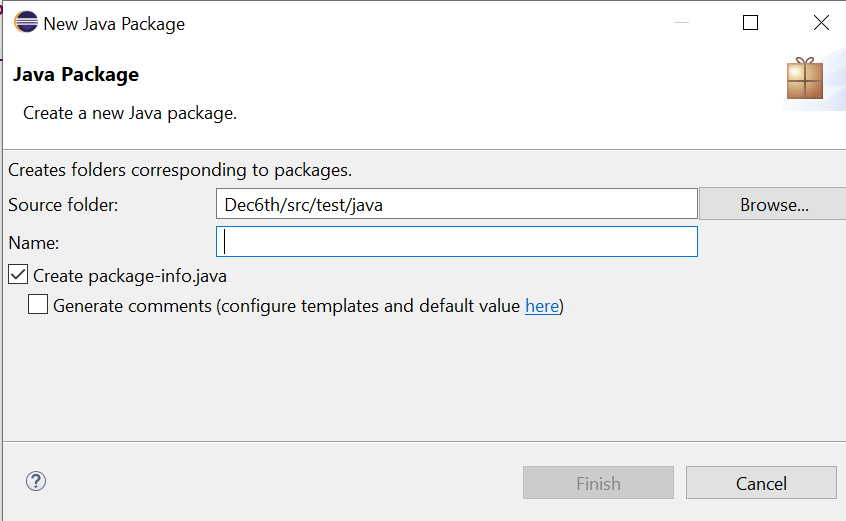 New Java Package
Java Package
Create a new Java package.
Creates folders corresponding to packages.
Source folder: Dec6th/src/test/java Browse...
Name:
Create package-info.java
Generate comments (configure templates and default value here)
? Finish Cancel